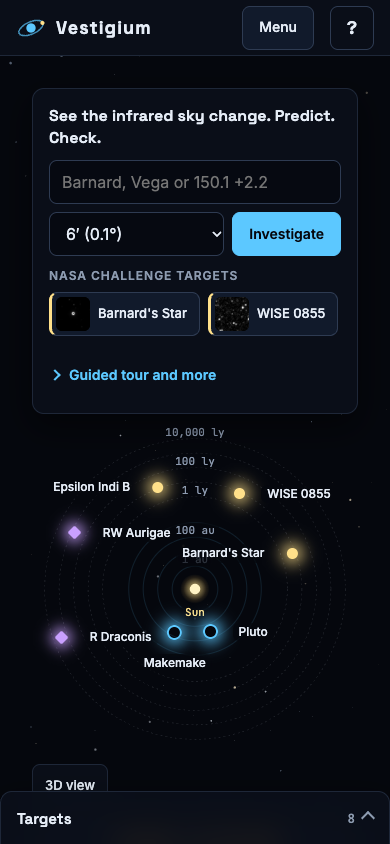 Vestigium
Menu
?
See the infrared sky change. Predict.
Check.
Barnard, Vega or 150.1 +2.2
6′ (0.1°)
Investigate
NASA CHALLENGE TARGETS
Barnard's Star
WISE 0855
Guided tour and more
10,000 ly
100 ly
Epsilon Indi B
1 ly
WISE 0855
RW Aurigae
100 au
Barnard's Star
1 au
Sun
R Draconis
Pluto
Makemake
3D view
Targets
8